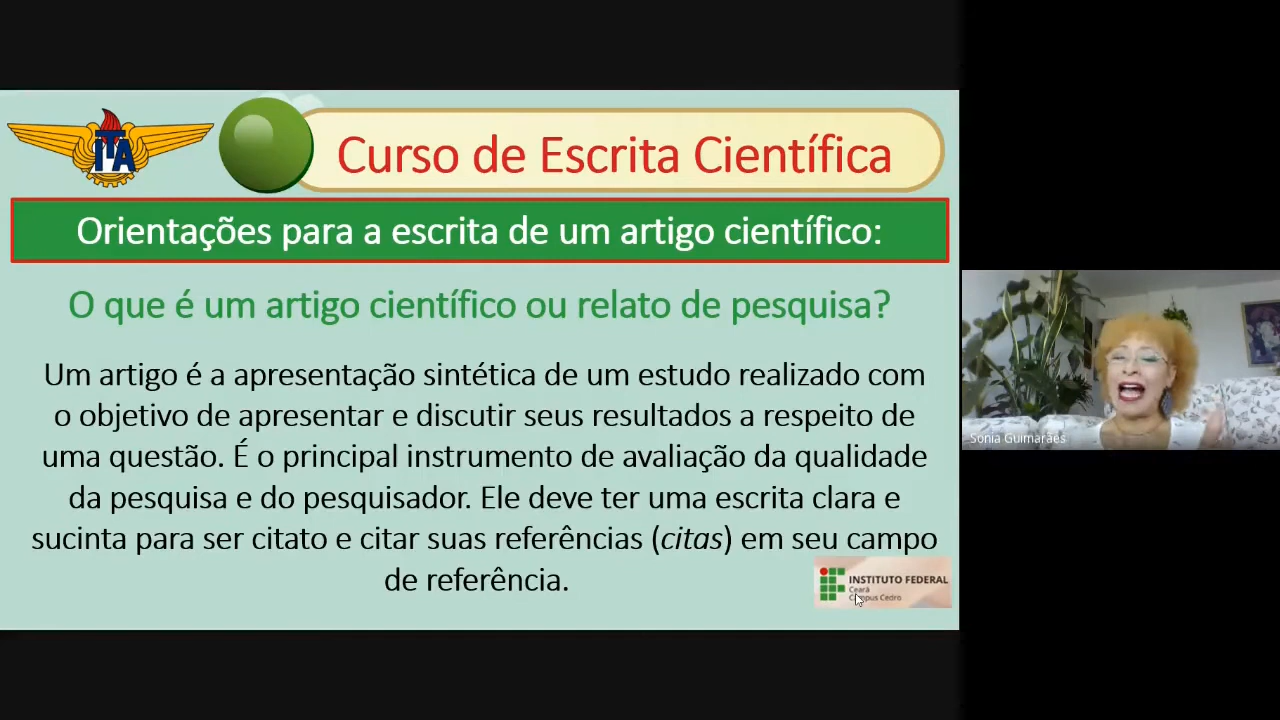 ITA
Curso de Escrita Científica
Orientações para a escrita de um artigo científico:
O que é um artigo científico ou relato de pesquisa?
Um artigo é a apresentação sintética de um estudo realizado com
o objetivo de apresentar e discutir seus resultados a respeito de
uma questão. É o principal instrumento de avaliação da qualidade
da pesquisa e do pesquisador. Ele deve ter uma escrita clara e
sucinta para ser citato e citar suas referências (citas) em seu campo
de referência.
INSTITUTO FEDERAL
Ceará
Campus Cedro
Sonia Guimarães